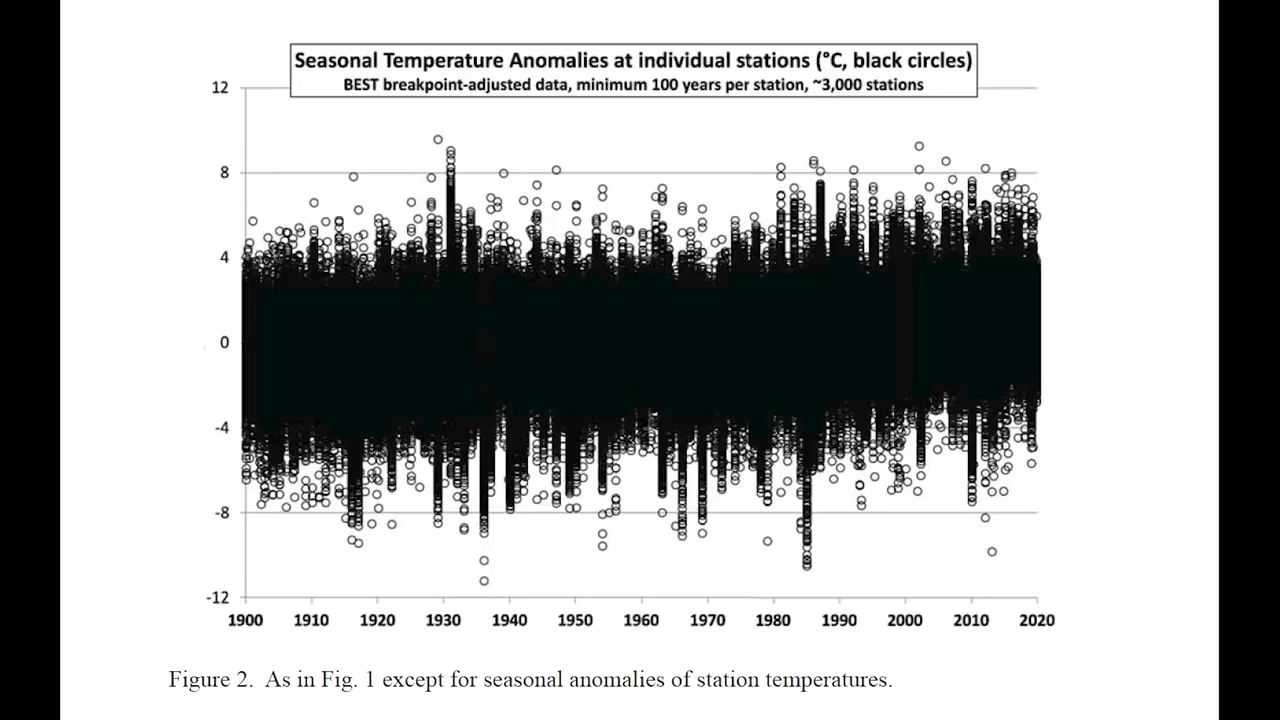 Seasonal Temperature Anomalies at individual stations (°C, black circles)
BEST breakpoint-adjusted data, minimum 100 years per station, ~3,000 stations
12
8
4
0
-4
-8
-12
1900 1910 1920 1930 1940 1950 1960 1970 1980 1990 2000 2010 2020
Figure 2. As in Fig. 1 except for seasonal anomalies of station temperatures.